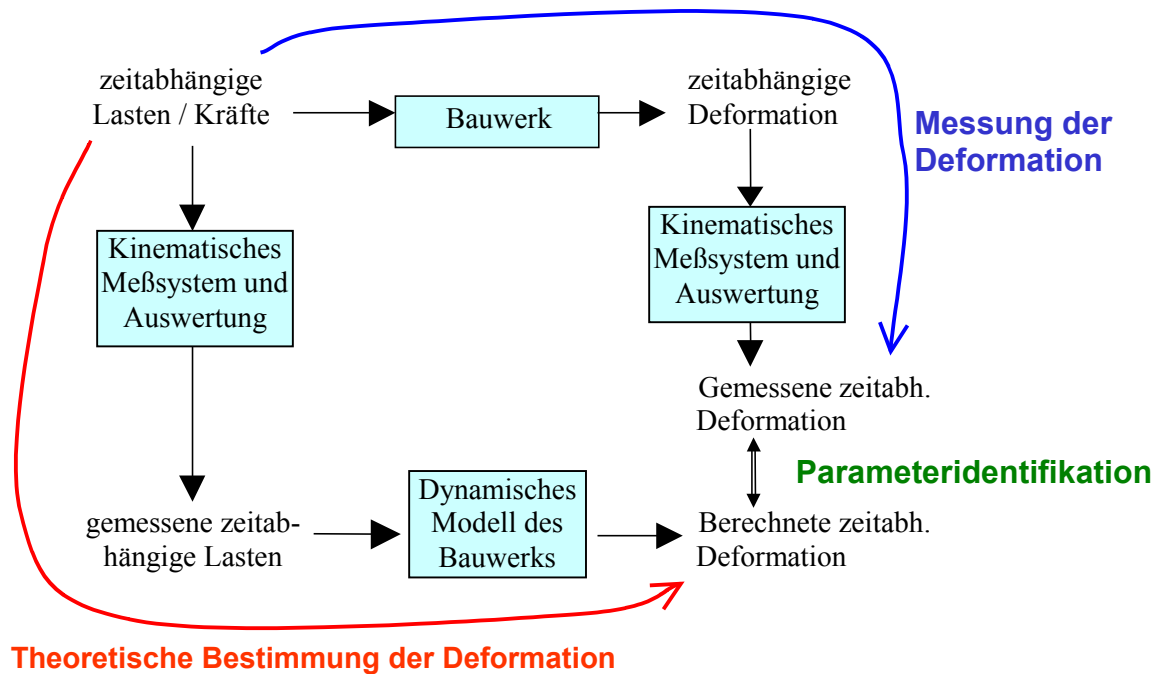 zeitabhängige
Lasten / Kräfte
Bauwerk
zeitabhängige
Deformation
Messung der
Deformation
Kinematisches
Meßsystem und
Auswertung
Kinematisches
Meßsystem und
Auswertung
Gemessene zeitabh.
Deformation
Parameteridentifikation
gemessene zeitab-
hängige Lasten
Dynamisches
Modell des
Bauwerks
Berechnete zeitabh.
Deformation
Theoretische Bestimmung der Deformation